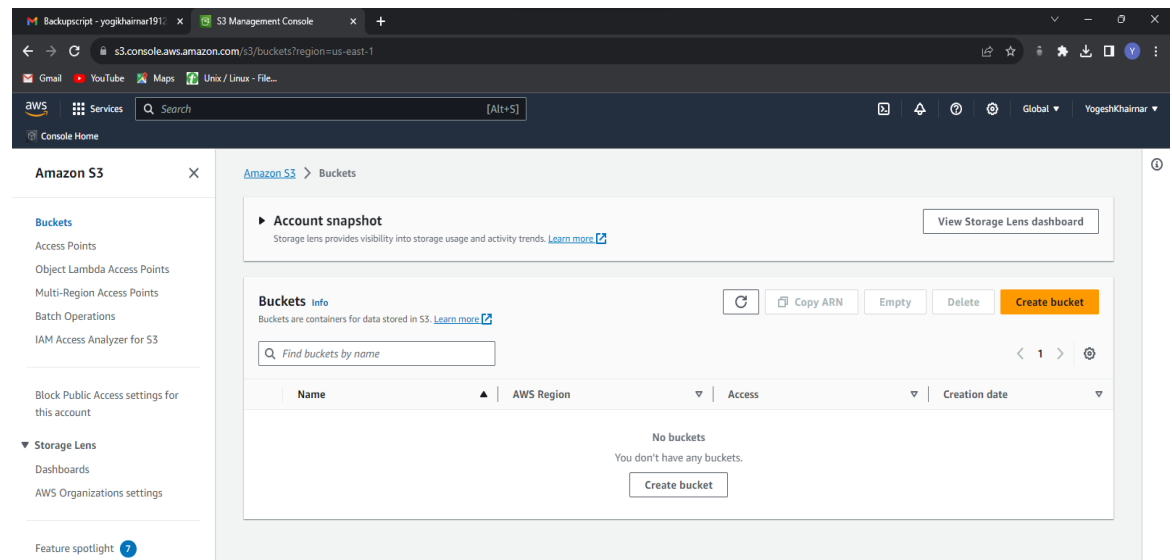 Backupscript - yogikhairnar1912
S3 Management Console
s3.console.aws.amazon.com/s3/buckets?region=us-east-1
Y
Gmail YouTube Maps Unix / Linux - File...
aws Services Search [Alt+S] Global YogeshKhairnar
Console Home
Amazon S3
Buckets
Access Points
Object Lambda Access Points
Multi-Region Access Points
Batch Operations
IAM Access Analyzer for S3
Block Public Access settings for
this account
Storage Lens
Dashboards
AWS Organizations settings
Feature spotlight 7
Amazon S3 > Buckets
Account snapshot
Storage lens provides visibility into storage usage and activity trends. Learn more
View Storage Lens dashboard
Buckets Info
Buckets are containers for data stored in S3. Learn more
Copy ARN Empty Delete Create bucket
Find buckets by name
1
Name AWS Region Access Creation date
No buckets
You don't have any buckets.
Create bucket